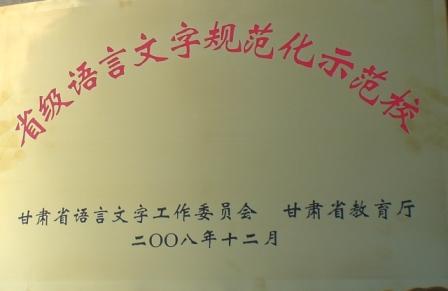 省级语言文字规范化示范校
甘肃省语言文字工作委员会 甘肃省教育厅
二〇〇八年十二月